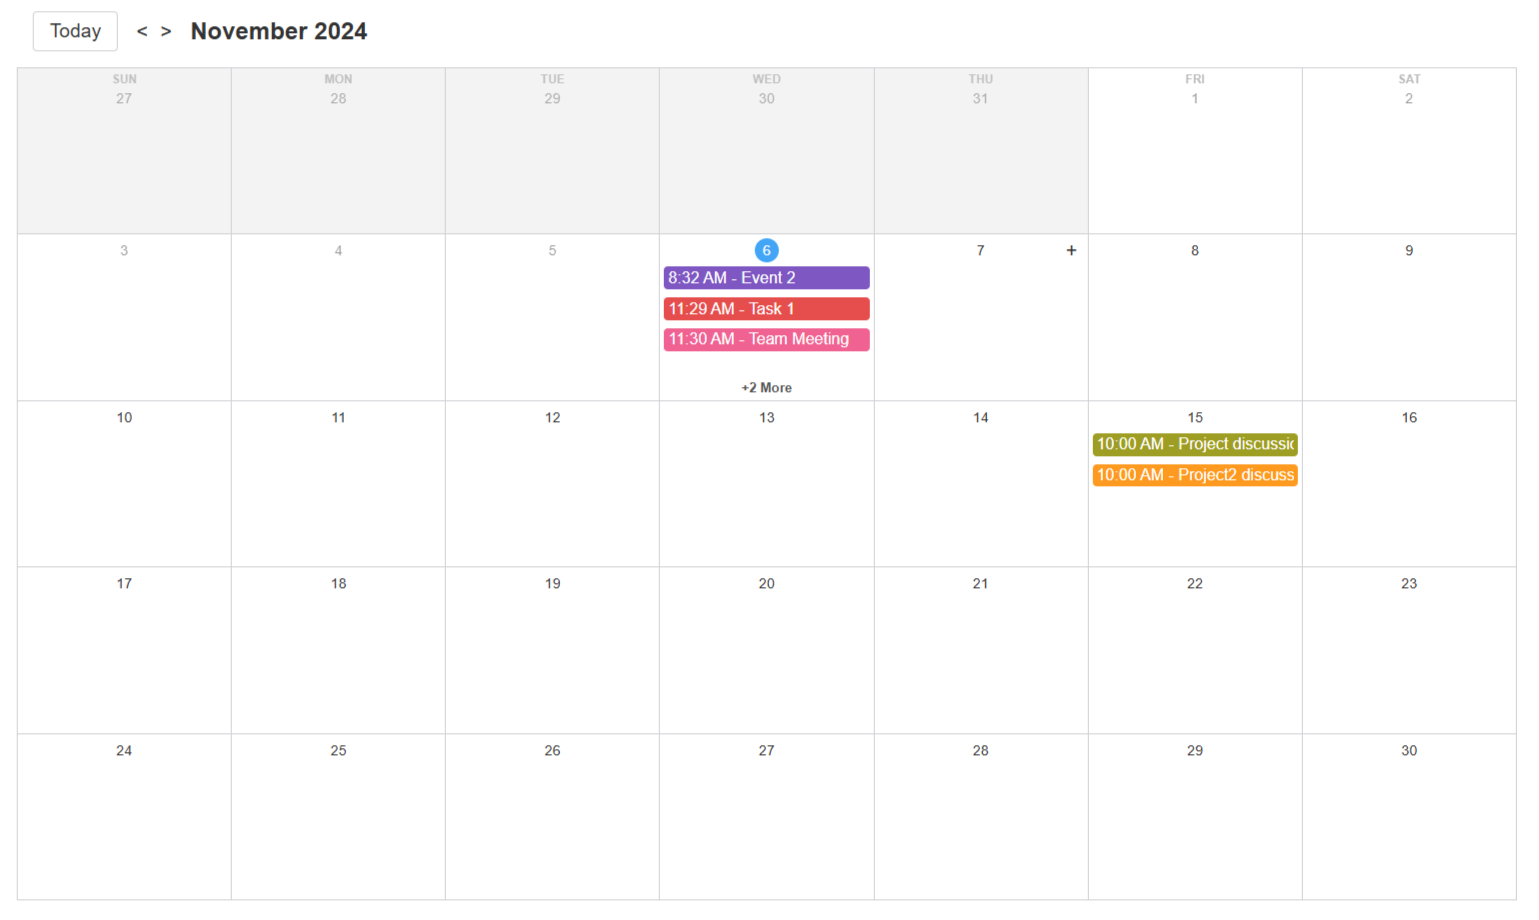 Today < > November 2024
SUN MON TUE WED THU FRI SAT
27 28 29 30 31 1 2
3 4 5 6 7 + 8 9
8:32 AM - Event 2
11:29 AM - Task 1
11:30 AM - Team Meeting
+2 More
10 11 12 13 14 15 16
10:00 AM - Project discussi
10:00 AM - Project2 discuss
17 18 19 20 21 22 23
24 25 26 27 28 29 30